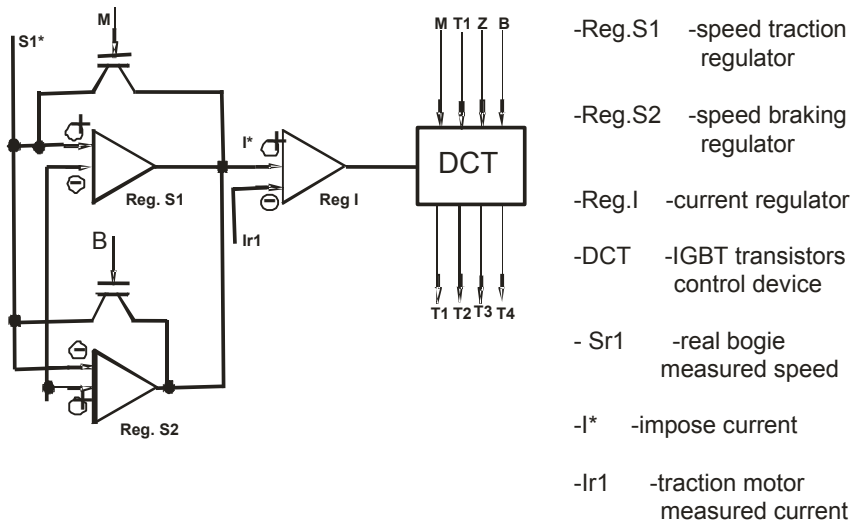 M
S1*
Reg. S1
B
Reg. S2
I*
Ir1
Reg I
M T1 Z B
DCT
T1 T2 T3 T4
-Reg.S1 -speed traction
regulator
-Reg.S2 -speed braking
regulator
-Reg.I -current regulator
-DCT -IGBT transistors
control device
- Sr1 -real bogie
measured speed
-I* -impose current
-Ir1 -traction motor
measured current